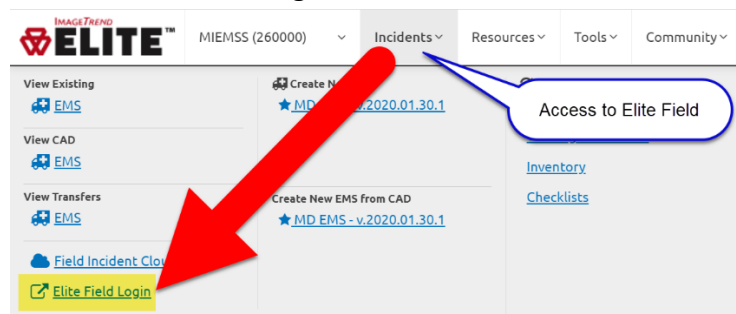 IMAGETREND
ELITE™
MIEMSS (260000)
Incidents
Resources
Tools
Community
View Existing
EMS
View CAD
EMS
View Transfers
EMS
Field Incident Clou
Elite Field Login
Create N
MD
v.2020.01.30.1
Create New EMS from CAD
MD EMS - v.2020.01.30.1
Access to Elite Field
Inventory
Checklists